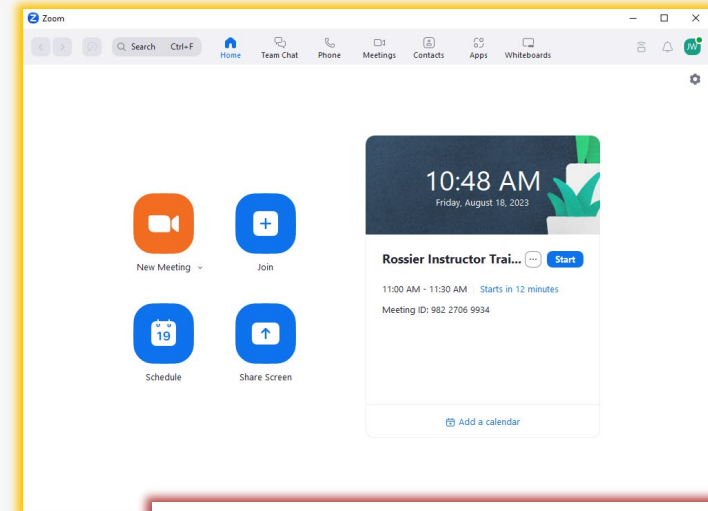 Zoom
Search Ctrl+F
Home
Team Chat
Phone
Meetings
Contacts
Apps
Whiteboards
JW
10:48 AM
Friday, August 18, 2023
New Meeting
Join
Rossier Instructor Trai... ... Start
11:00 AM - 11:30 AM | Starts in 12 minutes
Meeting ID: 982 2706 9934
19
Schedule
Share Screen
Add a calendar